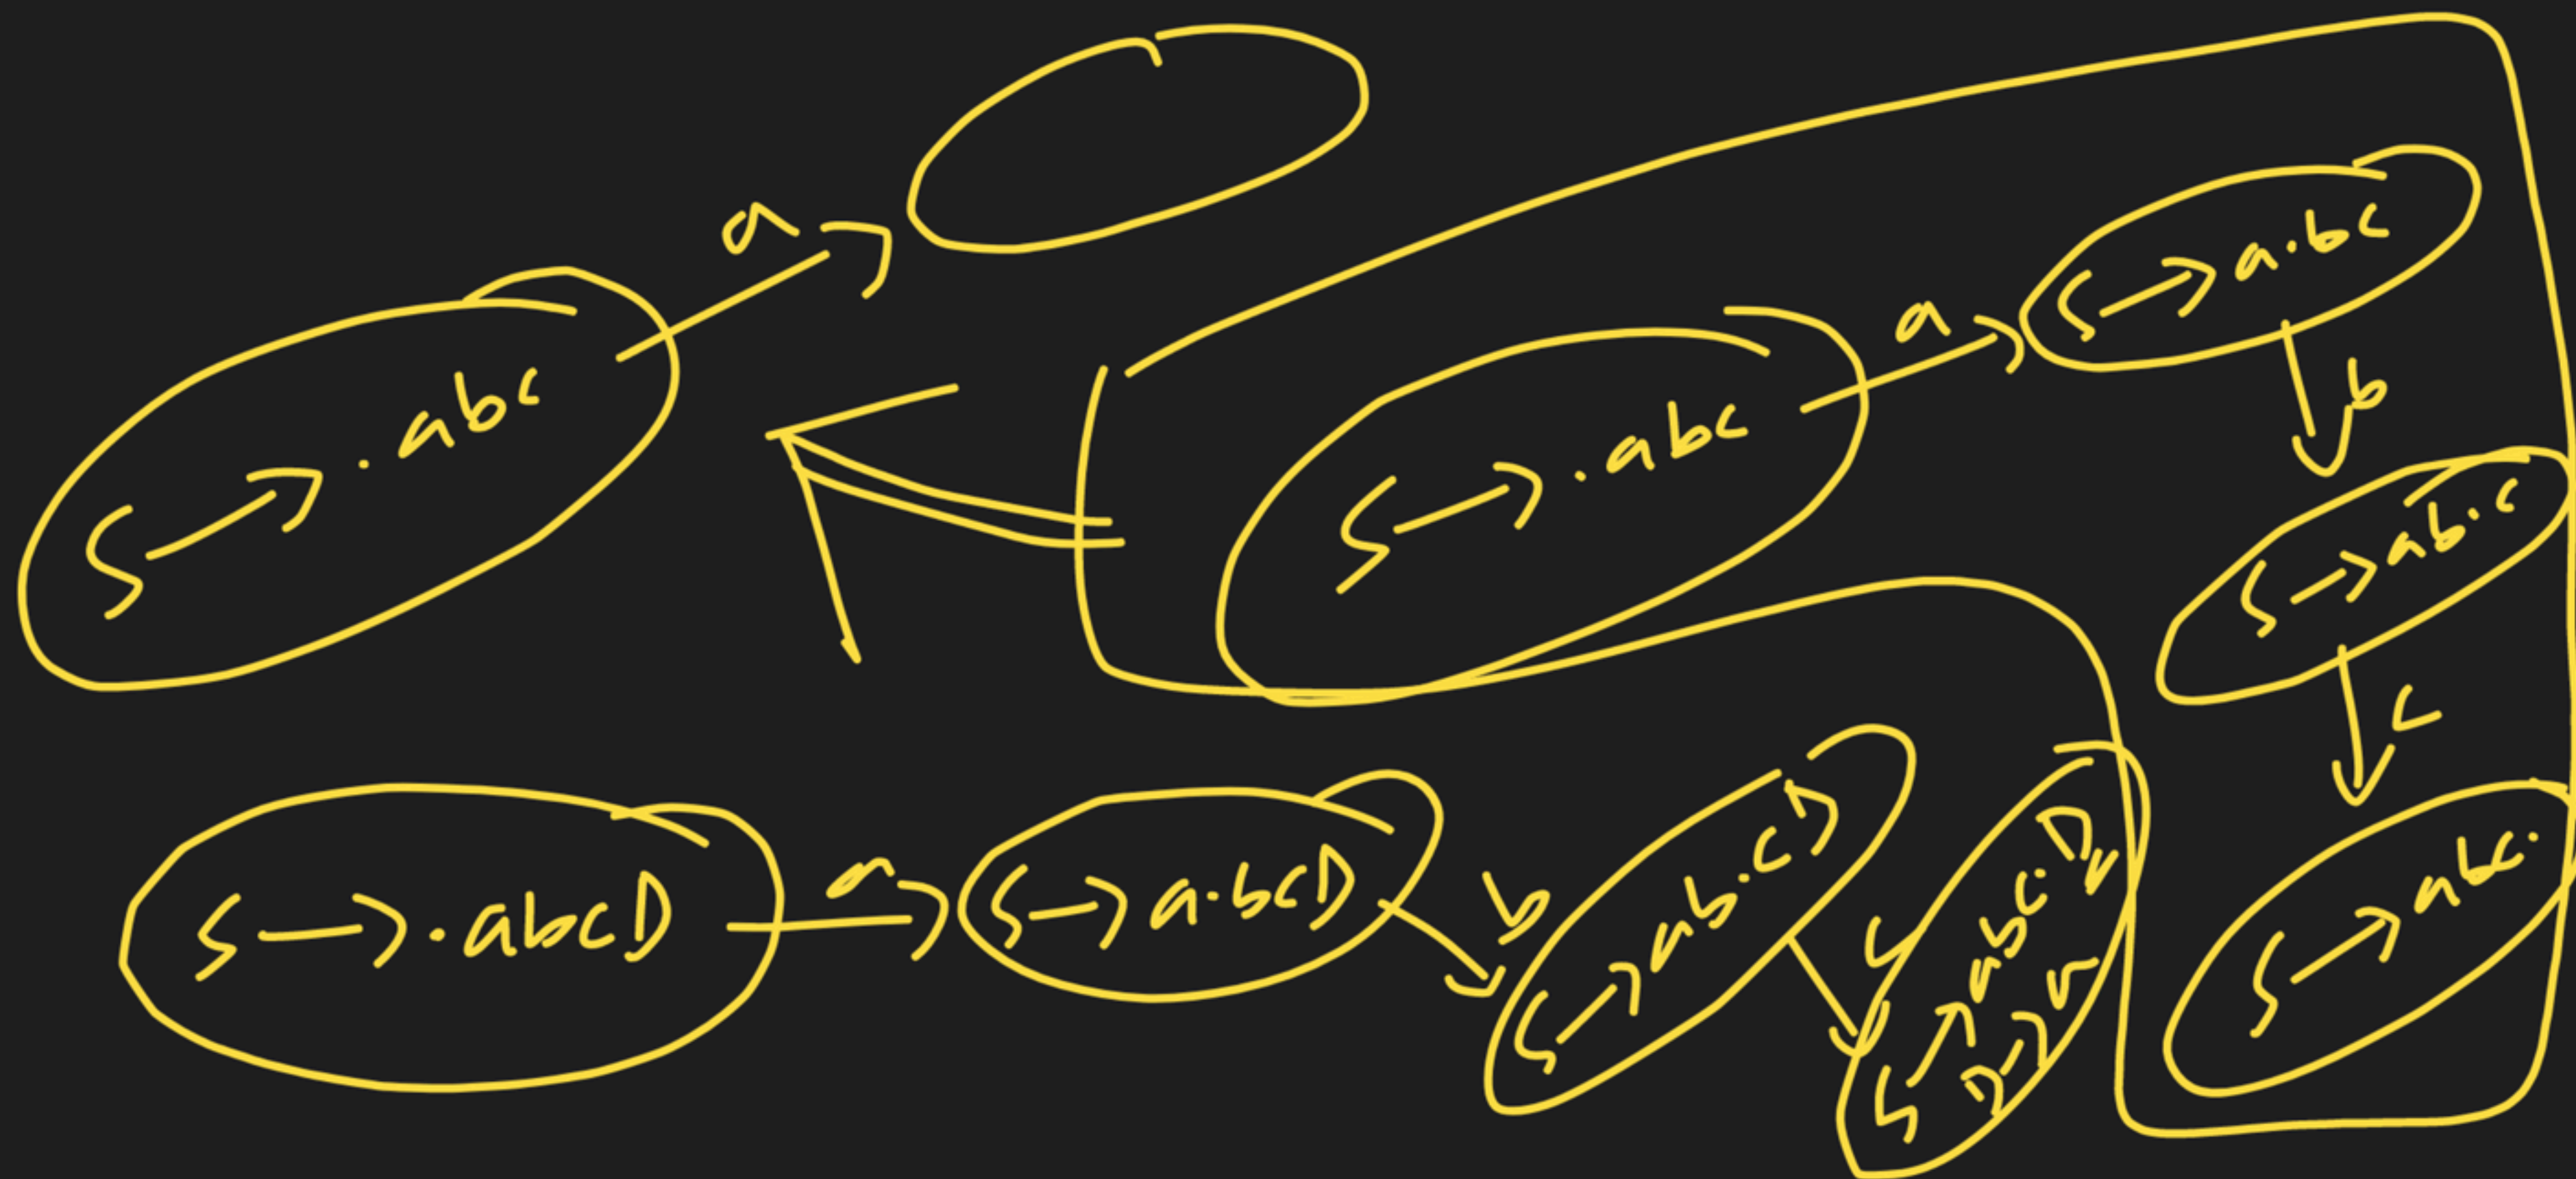 a
S → .abc
S → .abc
a
S → a.bc
b
S → ab.c
c
S → abc.
S → .abcD
a
S → a.bcD
b
S → ab.cD
c
S → abc.D